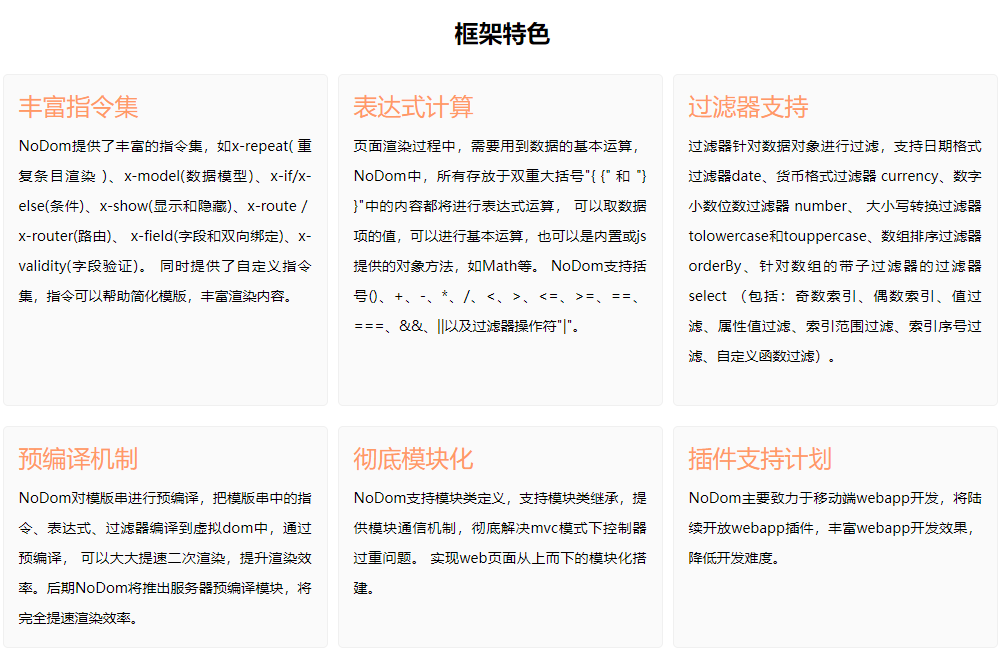 框架特色
丰富指令集
NoDom提供了丰富的指令集，如x-repeat( 重
复条目渲染 )、x-model(数据模型)、x-if/x-
else(条件)、x-show(显示和隐藏)、x-route /
x-router(路由)、 x-field(字段和双向绑定)、x-
validity(字段验证)。 同时提供了自定义指令
集，指令可以帮助简化模版，丰富渲染内容。
表达式计算
页面渲染过程中，需要用到数据的基本运算，
NoDom中，所有存放于双重大括号"{ {" 和 "}
}"中的内容都将进行表达式运算， 可以取数据
项的值，可以进行基本运算，也可以是内置或js
提供的对象方法，如Math等。 NoDom支持括
号()、+、-、*、/、<、>、<=、>=、==、
===、&&、||以及过滤器操作符"|"。
过滤器支持
过滤器针对数据对象进行过滤，支持日期格式
过滤器date、货币格式过滤器 currency、数字
小数位数过滤器 number、 大小写转换过滤器
tolowercase和touppercase、数组排序过滤器
orderBy、针对数组的带子过滤器的过滤器
select （包括：奇数索引、偶数索引、值过
滤、属性值过滤、索引范围过滤、索引序号过
滤、自定义函数过滤）。
预编译机制
NoDom对模版串进行预编译，把模版串中的指
令、表达式、过滤器编译到虚拟dom中，通过
预编译， 可以大大提速二次渲染，提升渲染效
率。后期NoDom将推出服务器预编译模块，将
完全提速渲染效率。
彻底模块化
NoDom支持模块类定义，支持模块类继承，提
供模块通信机制，彻底解决mvc模式下控制器
过重问题。 实现web页面从上而下的模块化搭
建。
插件支持计划
NoDom主要致力于移动端webapp开发，将陆
续开放webapp插件，丰富webapp开发效果，
降低开发难度。